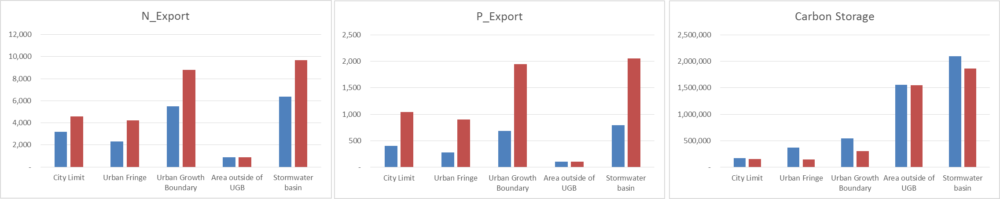 N_Export
12,000
10,000
8,000
6,000
4,000
2,000
-
City Limit
Urban Fringe
Urban Growth
Boundary
Area outside of
UGB
Stormwater
basin
P_Export
2,500
2,000
1,500
1,000
500
-
City Limit
Urban Fringe
Urban Growth
Boundary
Area outside of
UGB
Stormwater
basin
Carbon Storage
2,500,000
2,000,000
1,500,000
1,000,000
500,000
-
City Limit
Urban Fringe
Urban Growth
Boundary
Area outside of
UGB
Stormwater
basin